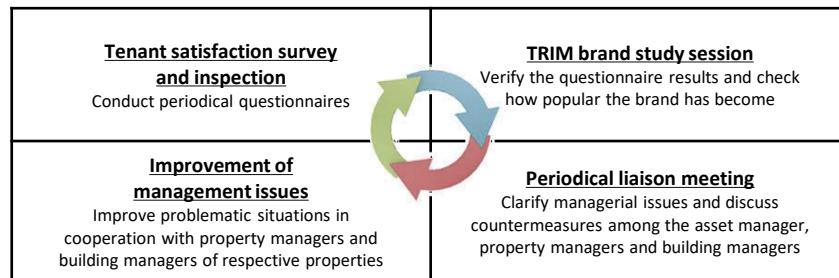 Tenant satisfaction survey
and inspection
Conduct periodical questionnaires
TRIM brand study session
Verify the questionnaire results and check
how popular the brand has become
Improvement of
management issues
Improve problematic situations in
cooperation with property managers and
building managers of respective properties
Periodical liaison meeting
Clarify managerial issues and discuss
countermeasures among the asset manager,
property managers and building managers